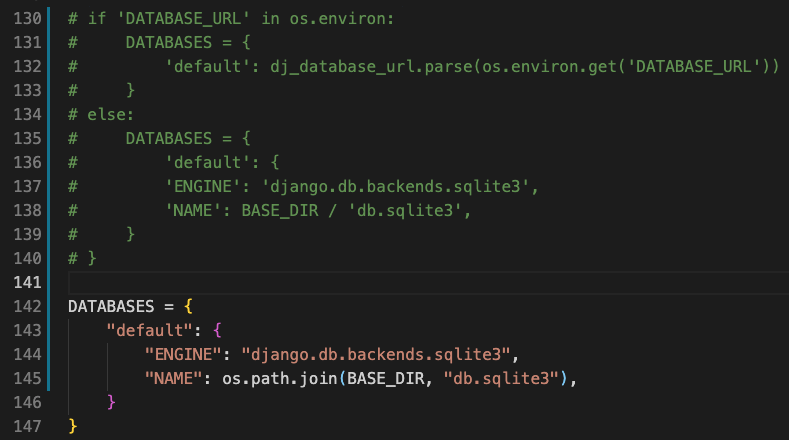 130 # if 'DATABASE_URL' in os.environ:
131 #     DATABASES = {
132 #         'default': dj_database_url.parse(os.environ.get('DATABASE_URL'))
133 #     }
134 # else:
135 #     DATABASES = {
136 #         'default': {
137 #         'ENGINE': 'django.db.backends.sqlite3',
138 #         'NAME': BASE_DIR / 'db.sqlite3',
139 #     }
140 # }
141
142 DATABASES = {
143     "default": {
144         "ENGINE": "django.db.backends.sqlite3",
145         "NAME": os.path.join(BASE_DIR, "db.sqlite3"),
146     }
147 }